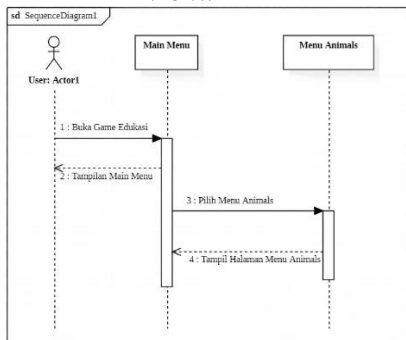 sd SequenceDiagram1
Main Menu
Menu Animals
User: Actor1
1 : Buka Game Edukasi
2 : Tampilan Main Menu
3 : Pilih Menu Animals
4 : Tampil Halaman Menu Animals